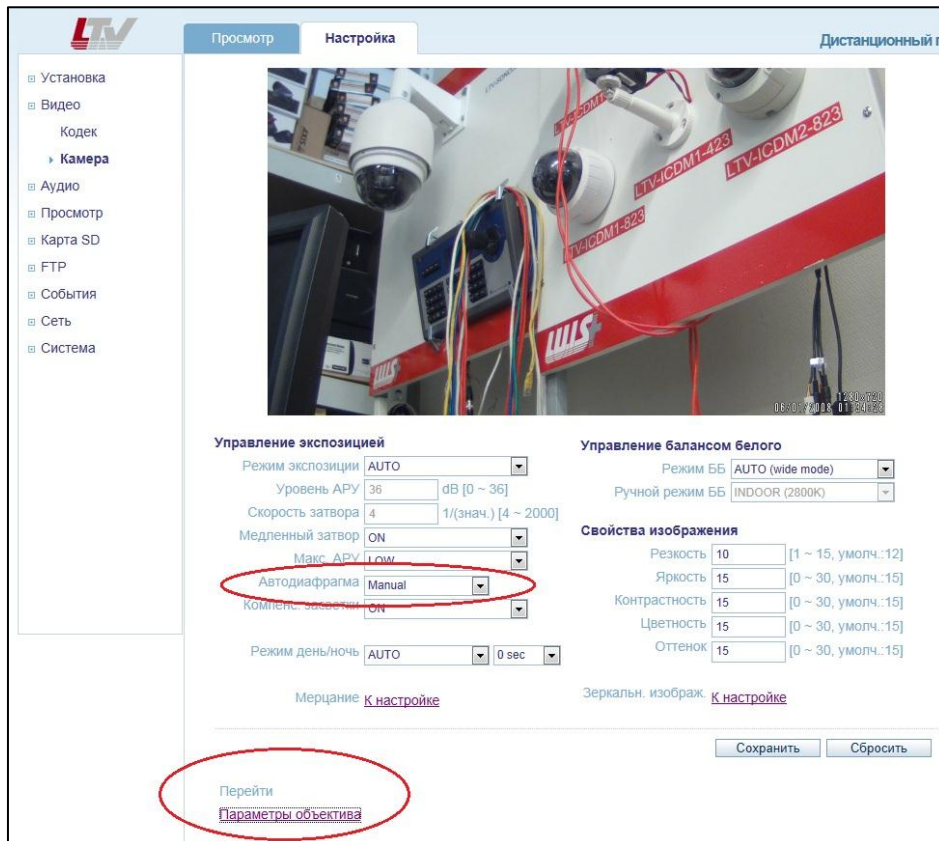 LTV
Просмотр
Настройка
Дистанционный
Установка
Видео
Кодек
Камера
Аудио
Просмотр
Карта SD
FTP
События
Сеть
Система
LTV-ICDM1-423
LTV-ICDM2-823
LTV-ICDM1-823
1280x720
Управление экспозицией
Режим экспозиции AUTO
Уровень АРУ 36 dB [0 ~ 36]
Скорость затвора 4 1/(знач.) [4 ~ 2000]
Медленный затвор ON
Макс. АРУ LOW
Автодиафрагма Manual
Компенс. засветки ON
Режим день/ночь AUTO 0 sec
Мерцание К настройке
Управление балансом белого
Режим ББ AUTO (wide mode)
Ручной режим ББ INDOOR (2800K)
Свойства изображения
Резкость 10 [1 ~ 15, умолч.:12]
Яркость 15 [0 ~ 30, умолч.:15]
Контрастность 15 [0 ~ 30, умолч.:15]
Цветность 15 [0 ~ 30, умолч.:15]
Оттенок 15 [0 ~ 30, умолч.:15]
Зеркальн. изображ. К настройке
Сохранить Сбросить
Перейти
Параметры объектива